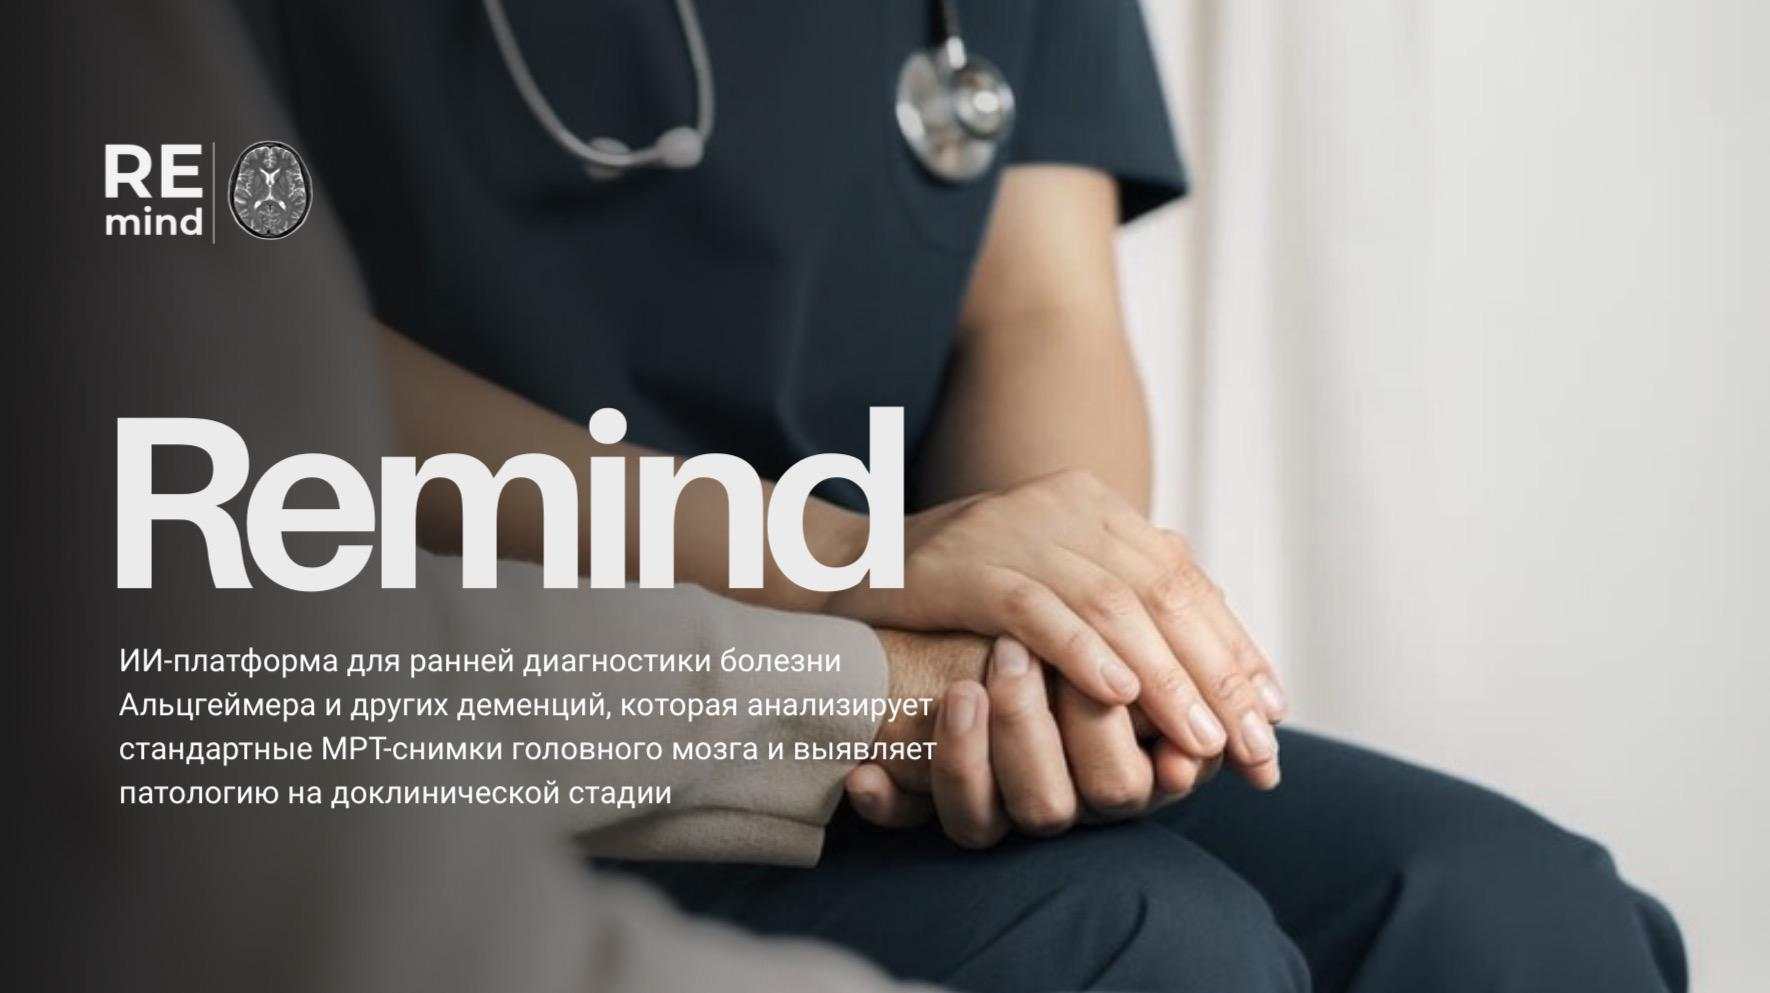 RE
mind
Remind
ИИ-платформа для ранней диагностики болезни
Альцгеймера и других деменций, которая анализирует
стандартные МРТ-снимки головного мозга и выявляет
патологию на доклинической стадии